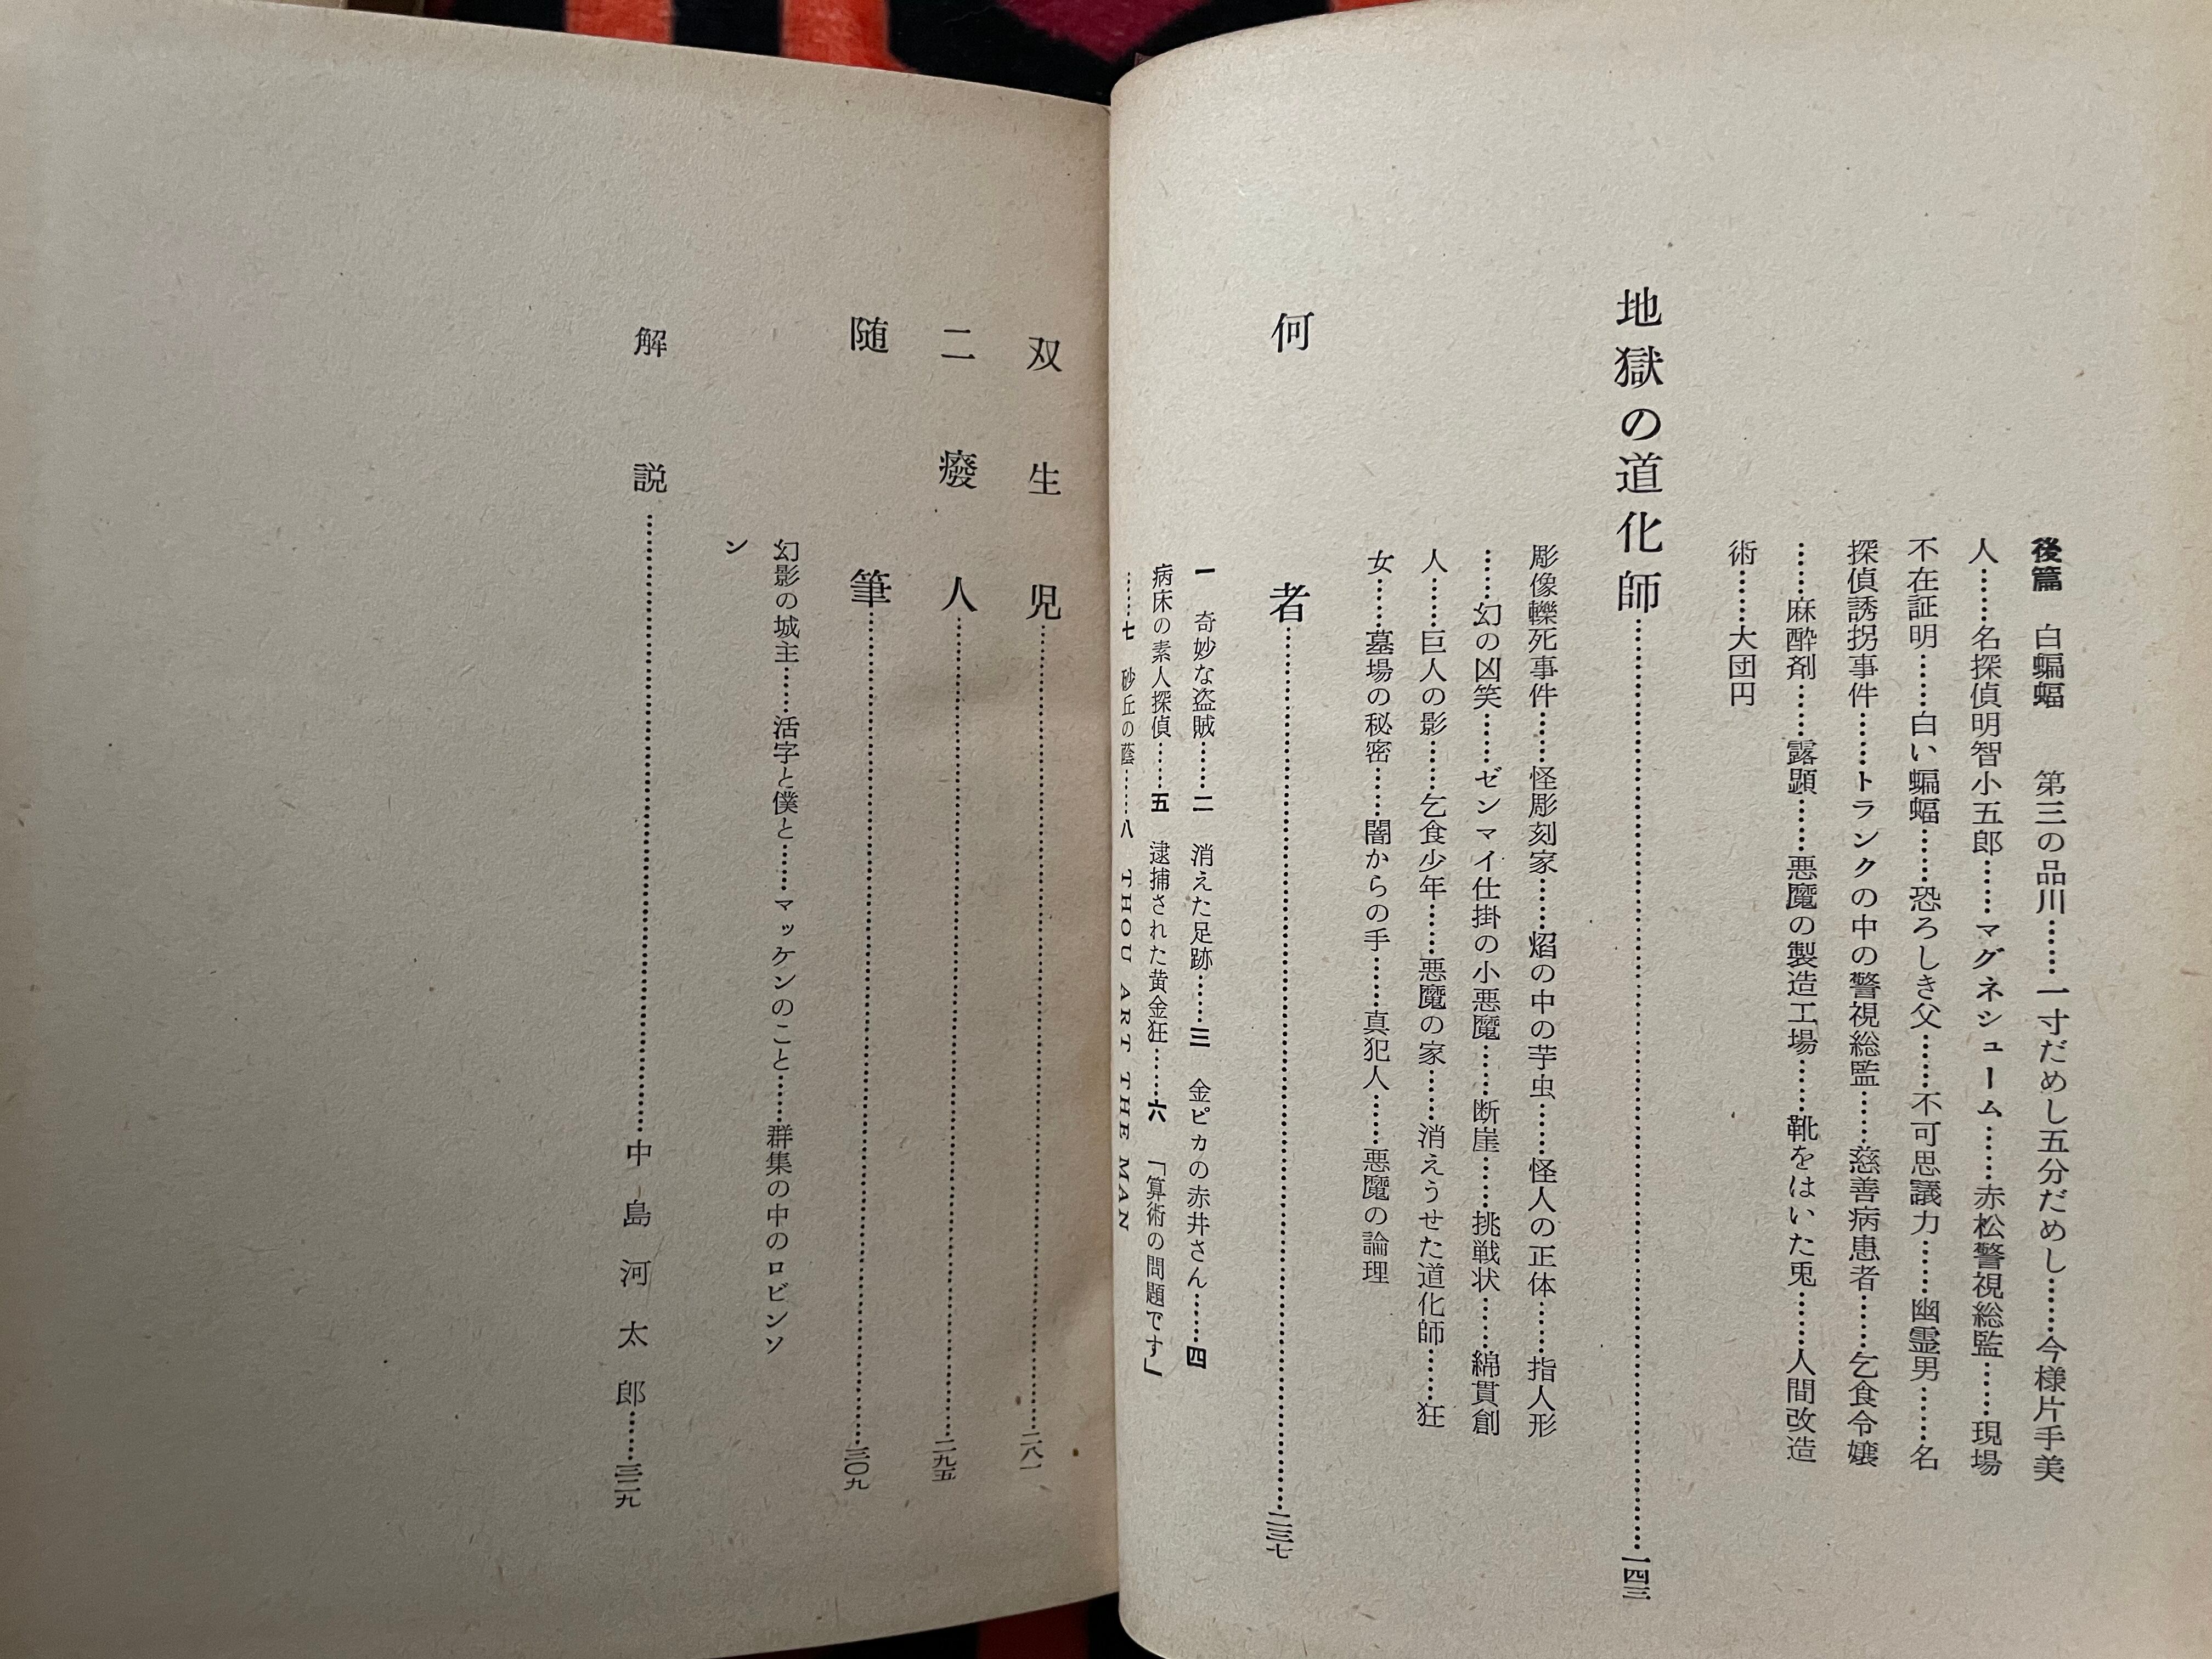 後篇　白蝙蝠　第三の品川……一寸だめし五分だめし……今様片手美
人……名探偵明智小五郎……マグネシューム……赤松警視総監……現場
不在証明……白い蝙蝠……恐ろしき父……不可思議力……幽霊男……名
探偵誘拐事件……トランクの中の警視総監……慈善病患者……乞食令嬢
……麻酔剤……露顕……悪魔の製造工場……靴をはいた兎……人間改造
術……大団円
地獄の道化師……一四三
彫像轢死事件……怪彫刻家……焔の中の芋虫……怪人の正体……指人形
……幻の凶笑……ゼンマイ仕掛の小悪魔……断崖……挑戦状……綿貫創
人……巨人の影……乞食少年……悪魔の家……消えうせた道化師……狂
女……墓場の秘密……闇からの手……真犯人……悪魔の論理
何者……二三七
一　奇妙な盗賊……二　消えた足跡……三　金ピカの赤井さん……四
病床の素人探偵……五　逮捕された黄金狂……六　「算術の問題です」
……七　砂丘の蔭……八　THOU ART THE MAN
双生児……二八一
二癈人……二九五
随筆……三〇九
幻影の城主……活字と僕と……マッケンのこと……群集の中のロビンソ
ン
解説……中島河太郎……三二九